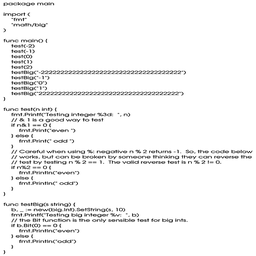 package main
import (
"fmt"
"math/big"
)
func main() {
test(-2)
test(-1)
test(0)
test(1)
test(2)
testBig("-222222222222222222222222222222222222")
testBig("-1")
testBig("0")
testBig("1")
testBig("222222222222222222222222222222222222")
}
func test(n int) {
fmt.Printf("Testing integer %3d: ", n)
// & 1 is a good way to test
if n&1 == 0 {
fmt.Print("even ")
} else {
fmt.Print(" odd ")
}
// Careful when using %: negative n % 2 returns -1. So, the code below
// works, but can be broken by someone thinking they can reverse the
// test by testing n % 2 == 1. The valid reverse test is n % 2 != 0.
if n%2 == 0 {
fmt.Println("even")
} else {
fmt.Println(" odd")
}
}
func testBig(s string) {
b, _ := new(big.Int).SetString(s, 10)
fmt.Printf("Testing big integer %v: ", b)
// the Bit function is the only sensible test for big ints.
if b.Bit(0) == 0 {
fmt.Println("even")
} else {
fmt.Println("odd")
}
}